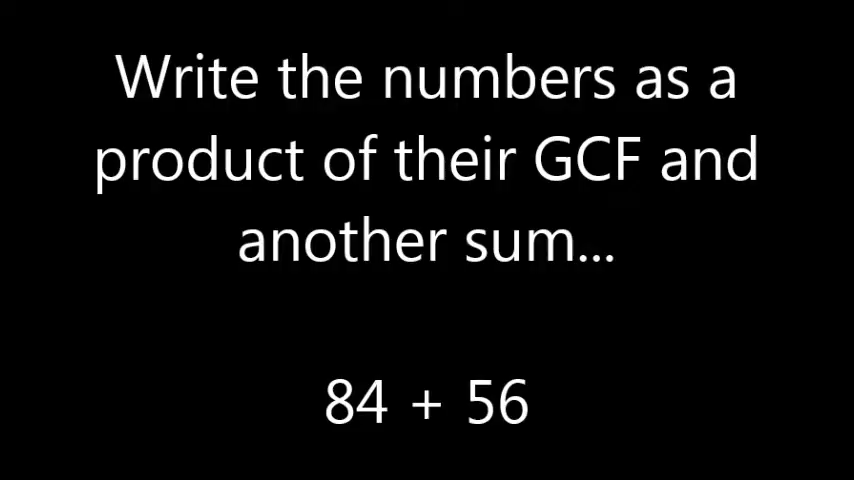 Write the numbers as a
product of their GCF and
another sum...
84 + 56